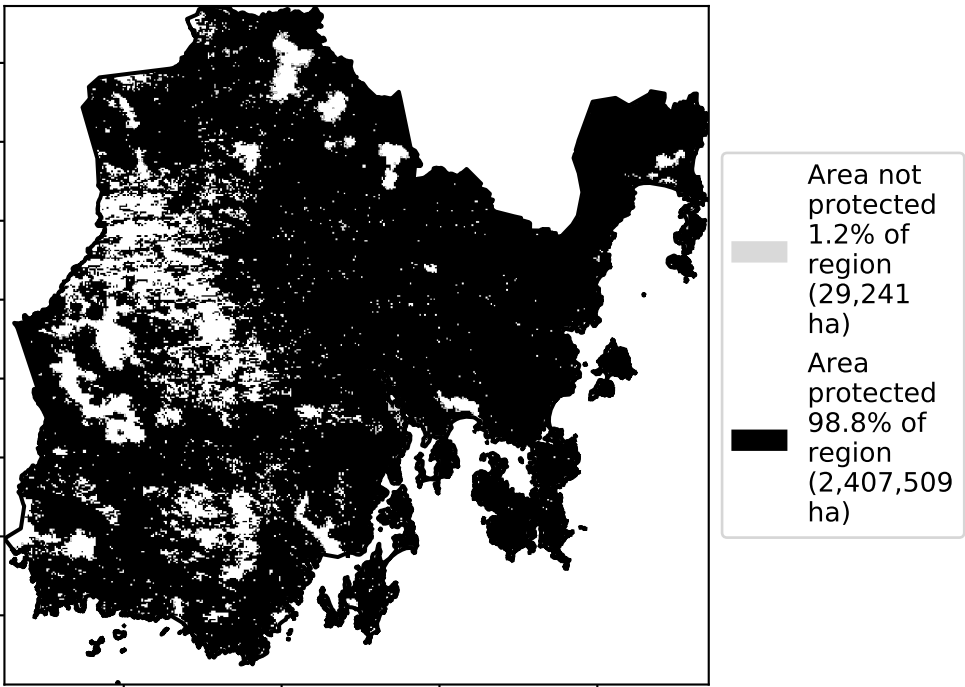 Area not
protected
1.2% of
region
(29,241
ha)
Area
protected
98.8% of
region
(2,407,509
ha)